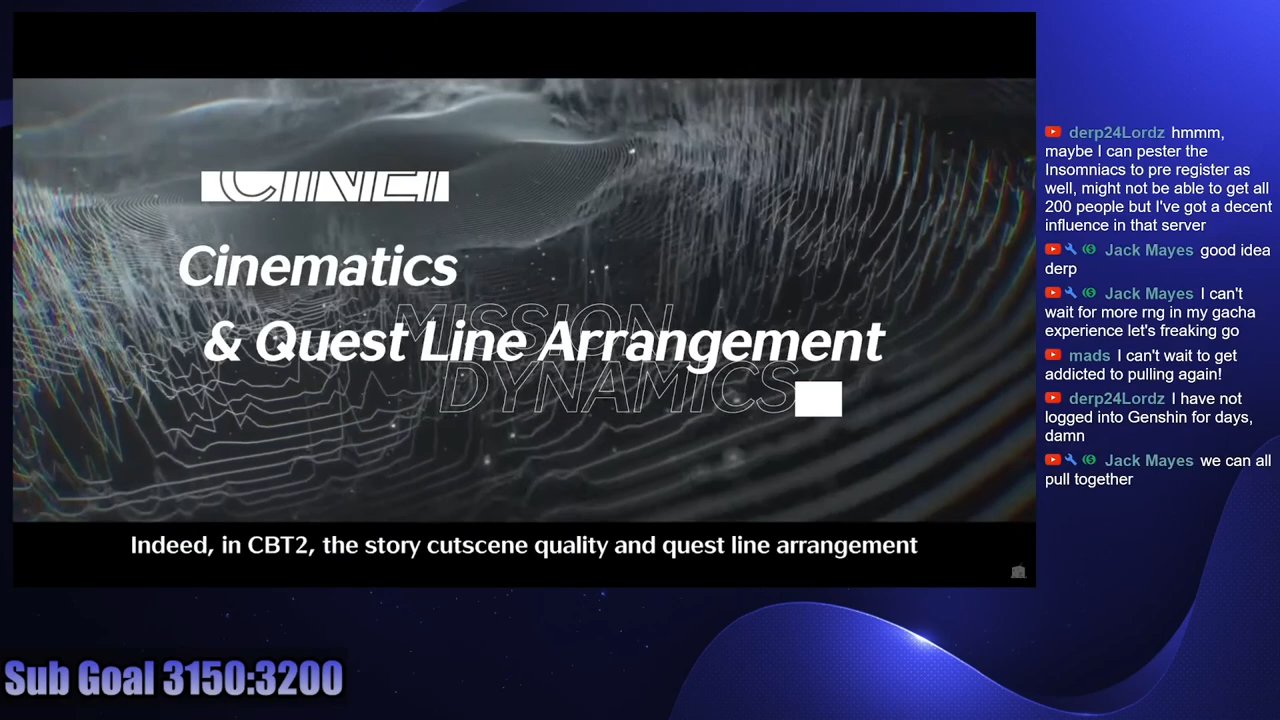 CINEI
Cinematics
MISSION
& Quest Line Arrangement
DYNAMICS
Indeed, in CBT2, the story cutscene quality and quest line arrangement
Sub Goal 3150:3200
derp24Lordz hmmm,
maybe I can pester the
Insomniacs to pre register as
well, might not be able to get all
200 people but I've got a decent
influence in that server
Jack Mayes good idea
derp
Jack Mayes I can't
wait for more rng in my gacha
experience let's freaking go
mads I can't wait to get
addicted to pulling again!
derp24Lordz I have not
logged into Genshin for days,
damn
Jack Mayes we can all
pull together